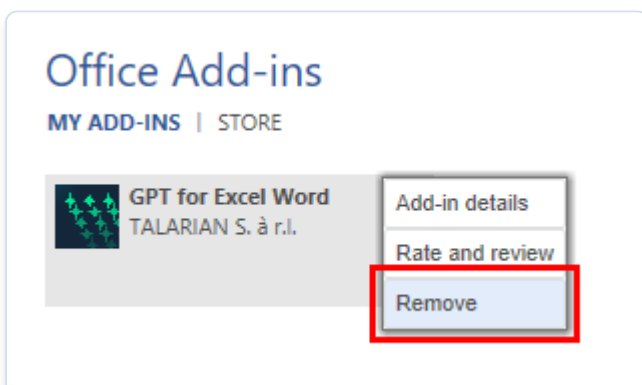 Office Add-ins
MY ADD-INS | STORE
GPT for Excel Word
TALARIAN S. à r.l.
Add-in details
Rate and review
Remove